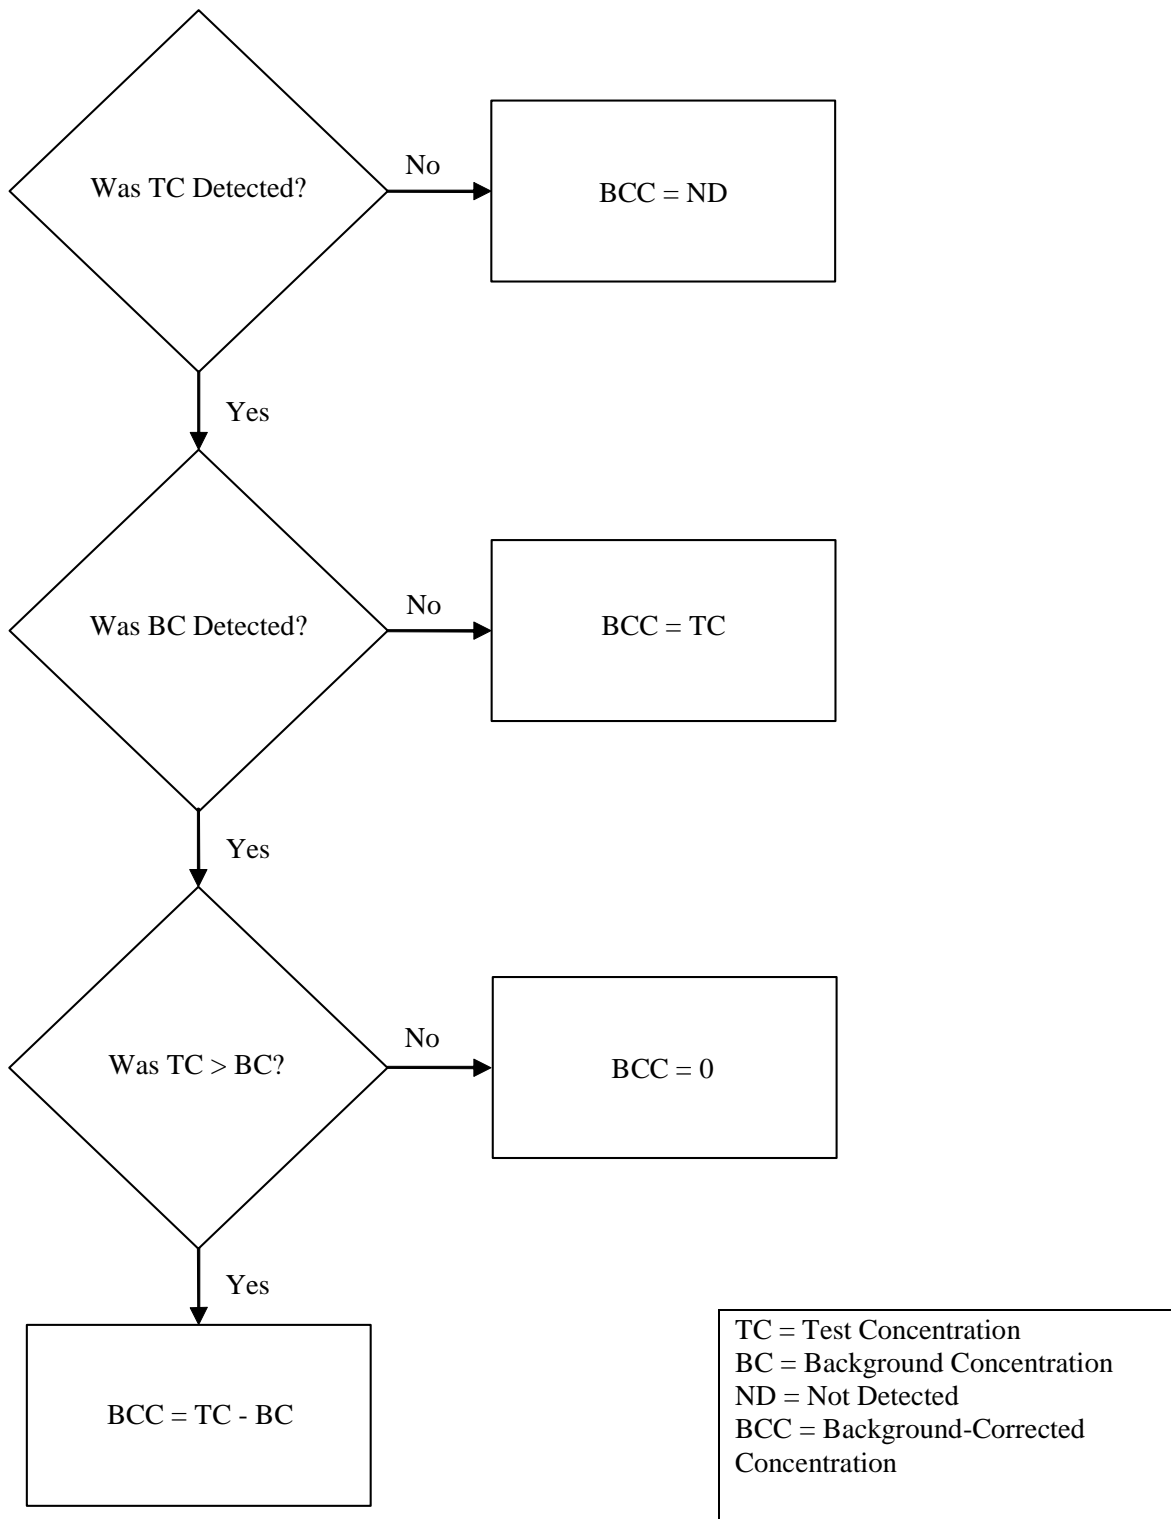 No
Was TC Detected?
BCC = ND
Yes
No
Was BC Detected?
BCC = TC
Yes
No
Was TC > BC?
BCC = 0
Yes
BCC = TC - BC
TC = Test Concentration
BC = Background Concentration
ND = Not Detected
BCC = Background-Corrected
Concentration